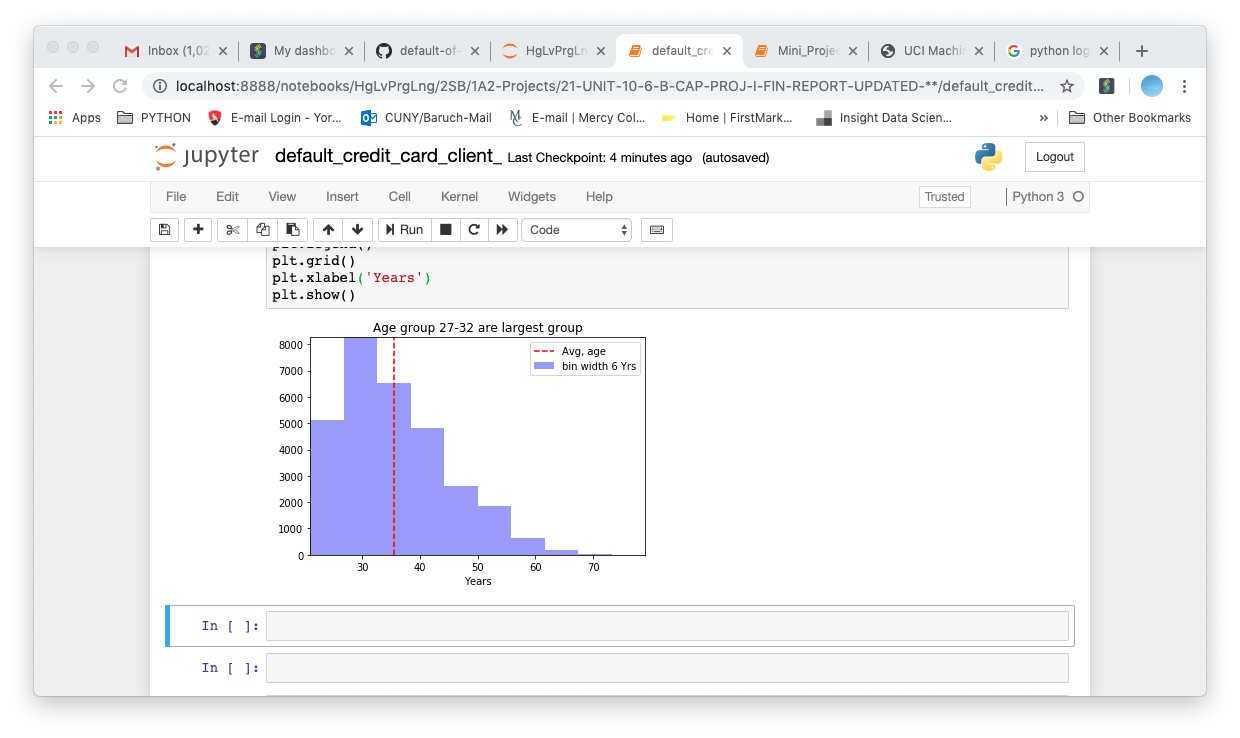 Inbox (1,02
My dashbo
default-of-
HgLvPrgLn
default_cre
Mini_Projec
UCI Machin
python log
localhost:8888/notebooks/HgLvPrgLng/2SB/1A2-Projects/21-UNIT-10-6-B-CAP-PROJ-I-FIN-REPORT-UPDATED-**/default_credit...
Apps PYTHON E-mail Login - Yor... CUNY/Baruch-Mail E-mail | Mercy Col... Home | FirstMark... Insight Data Scien... » Other Bookmarks
jupyter default_credit_card_client_ Last Checkpoint: 4 minutes ago (autosaved) Logout
File Edit View Insert Cell Kernel Widgets Help Trusted Python 3
Run Code
plt.legend()
plt.grid()
plt.xlabel('Years')
plt.show()
Age group 27-32 are largest group
Avg, age
bin width 6 Yrs
8000
7000
6000
5000
4000
3000
2000
1000
0
30 40 50 60 70
Years
In [ ]:
In [ ]: